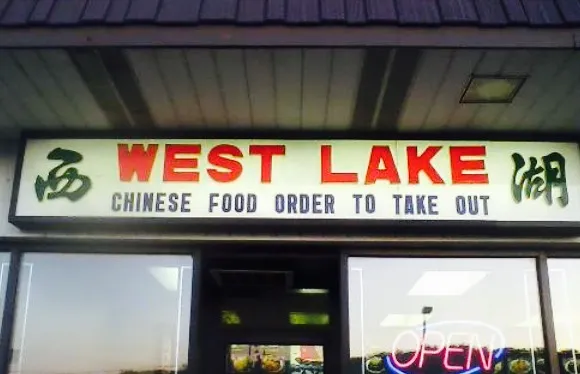 西 WEST LAKE 湖
CHINESE FOOD ORDER TO TAKE OUT
OPEN